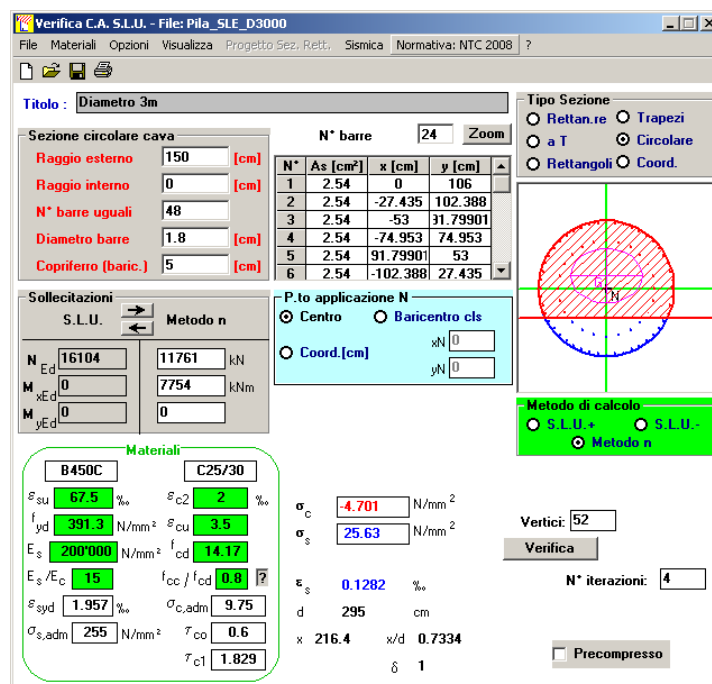 Verifica C.A. S.L.U. - File: Pila_SLE_D3000
File Materiali Opzioni Visualizza Progetto Sez. Rett. Sismica Normativa: NTC 2008 ?
Titolo : Diametro 3m
Tipo Sezione
Rettan.re Trapezi
a T Circolare
Rettangoli Coord.
Sezione circolare cava
Raggio esterno 150 [cm]
Raggio interno 0 [cm]
N° barre uguali 48
Diametro barre 1.8 [cm]
Copriferro (baric.) 5 [cm]
N° barre 24 Zoom
N° As [cm²] x [cm] y [cm]
1 2.54 0 106
2 2.54 -27.435 102.388
3 2.54 -53 91.79901
4 2.54 -74.953 74.953
5 2.54 91.79901 53
6 2.54 -102.388 27.435
N
Sollecitazioni
S.L.U. Metodo n
N Ed 16104 11761 kN
M xEd 0 7754 kNm
M yEd 0 0
P.to applicazione N
Centro Baricentro cls
Coord.[cm] xN 0
yN 0
Metodo di calcolo
S.L.U.+ S.L.U.-
Metodo n
Materiali
B450C C25/30
εsu 67.5 ‰ εc2 2 ‰
fyd 391.3 N/mm² εcu 3.5
Es 200'000 N/mm² fcd 14.17
Es/Ec 15 fcc / fcd 0.8 ?
εsyd 1.957 ‰ σc,adm 9.75
σs,adm 255 N/mm² τco 0.6
τc1 1.829
σc -4.701 N/mm²
σs 25.63 N/mm²
εs 0.1282 ‰
d 295 cm
x 216.4 x/d 0.7334
δ 1
Vertici: 52
Verifica
N° iterazioni: 4
Precompresso